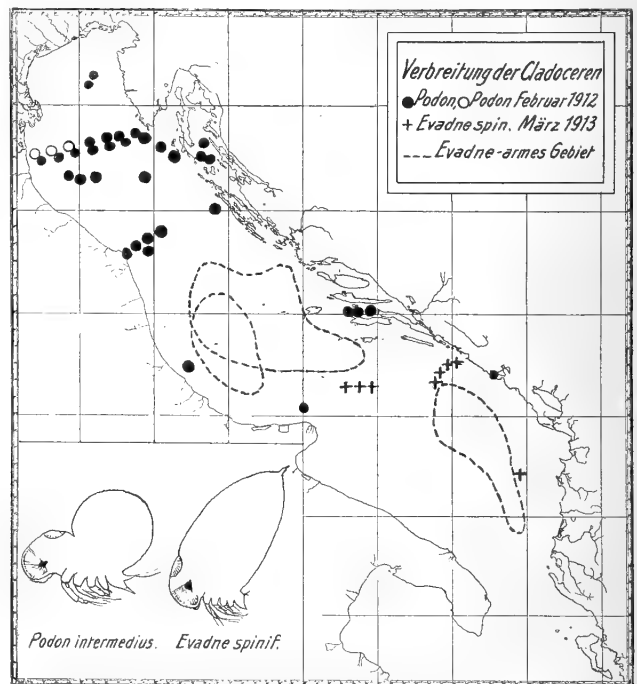 Verbreitung der Cladoceren
Podon, Podon Februar 1912
Evadne spin. März 1913
Evadne-armes Gebiet
Podon intermedius. Evadne spinif.